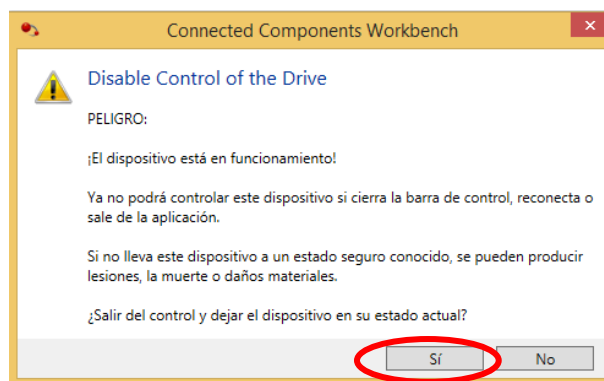 Connected Components Workbench
Disable Control of the Drive
PELIGRO:
¡El dispositivo está en funcionamiento!
Ya no podrá controlar este dispositivo si cierra la barra de control, reconecta o
sale de la aplicación.
Si no lleva este dispositivo a un estado seguro conocido, se pueden producir
lesiones, la muerte o daños materiales.
¿Salir del control y dejar el dispositivo en su estado actual?
Sí No